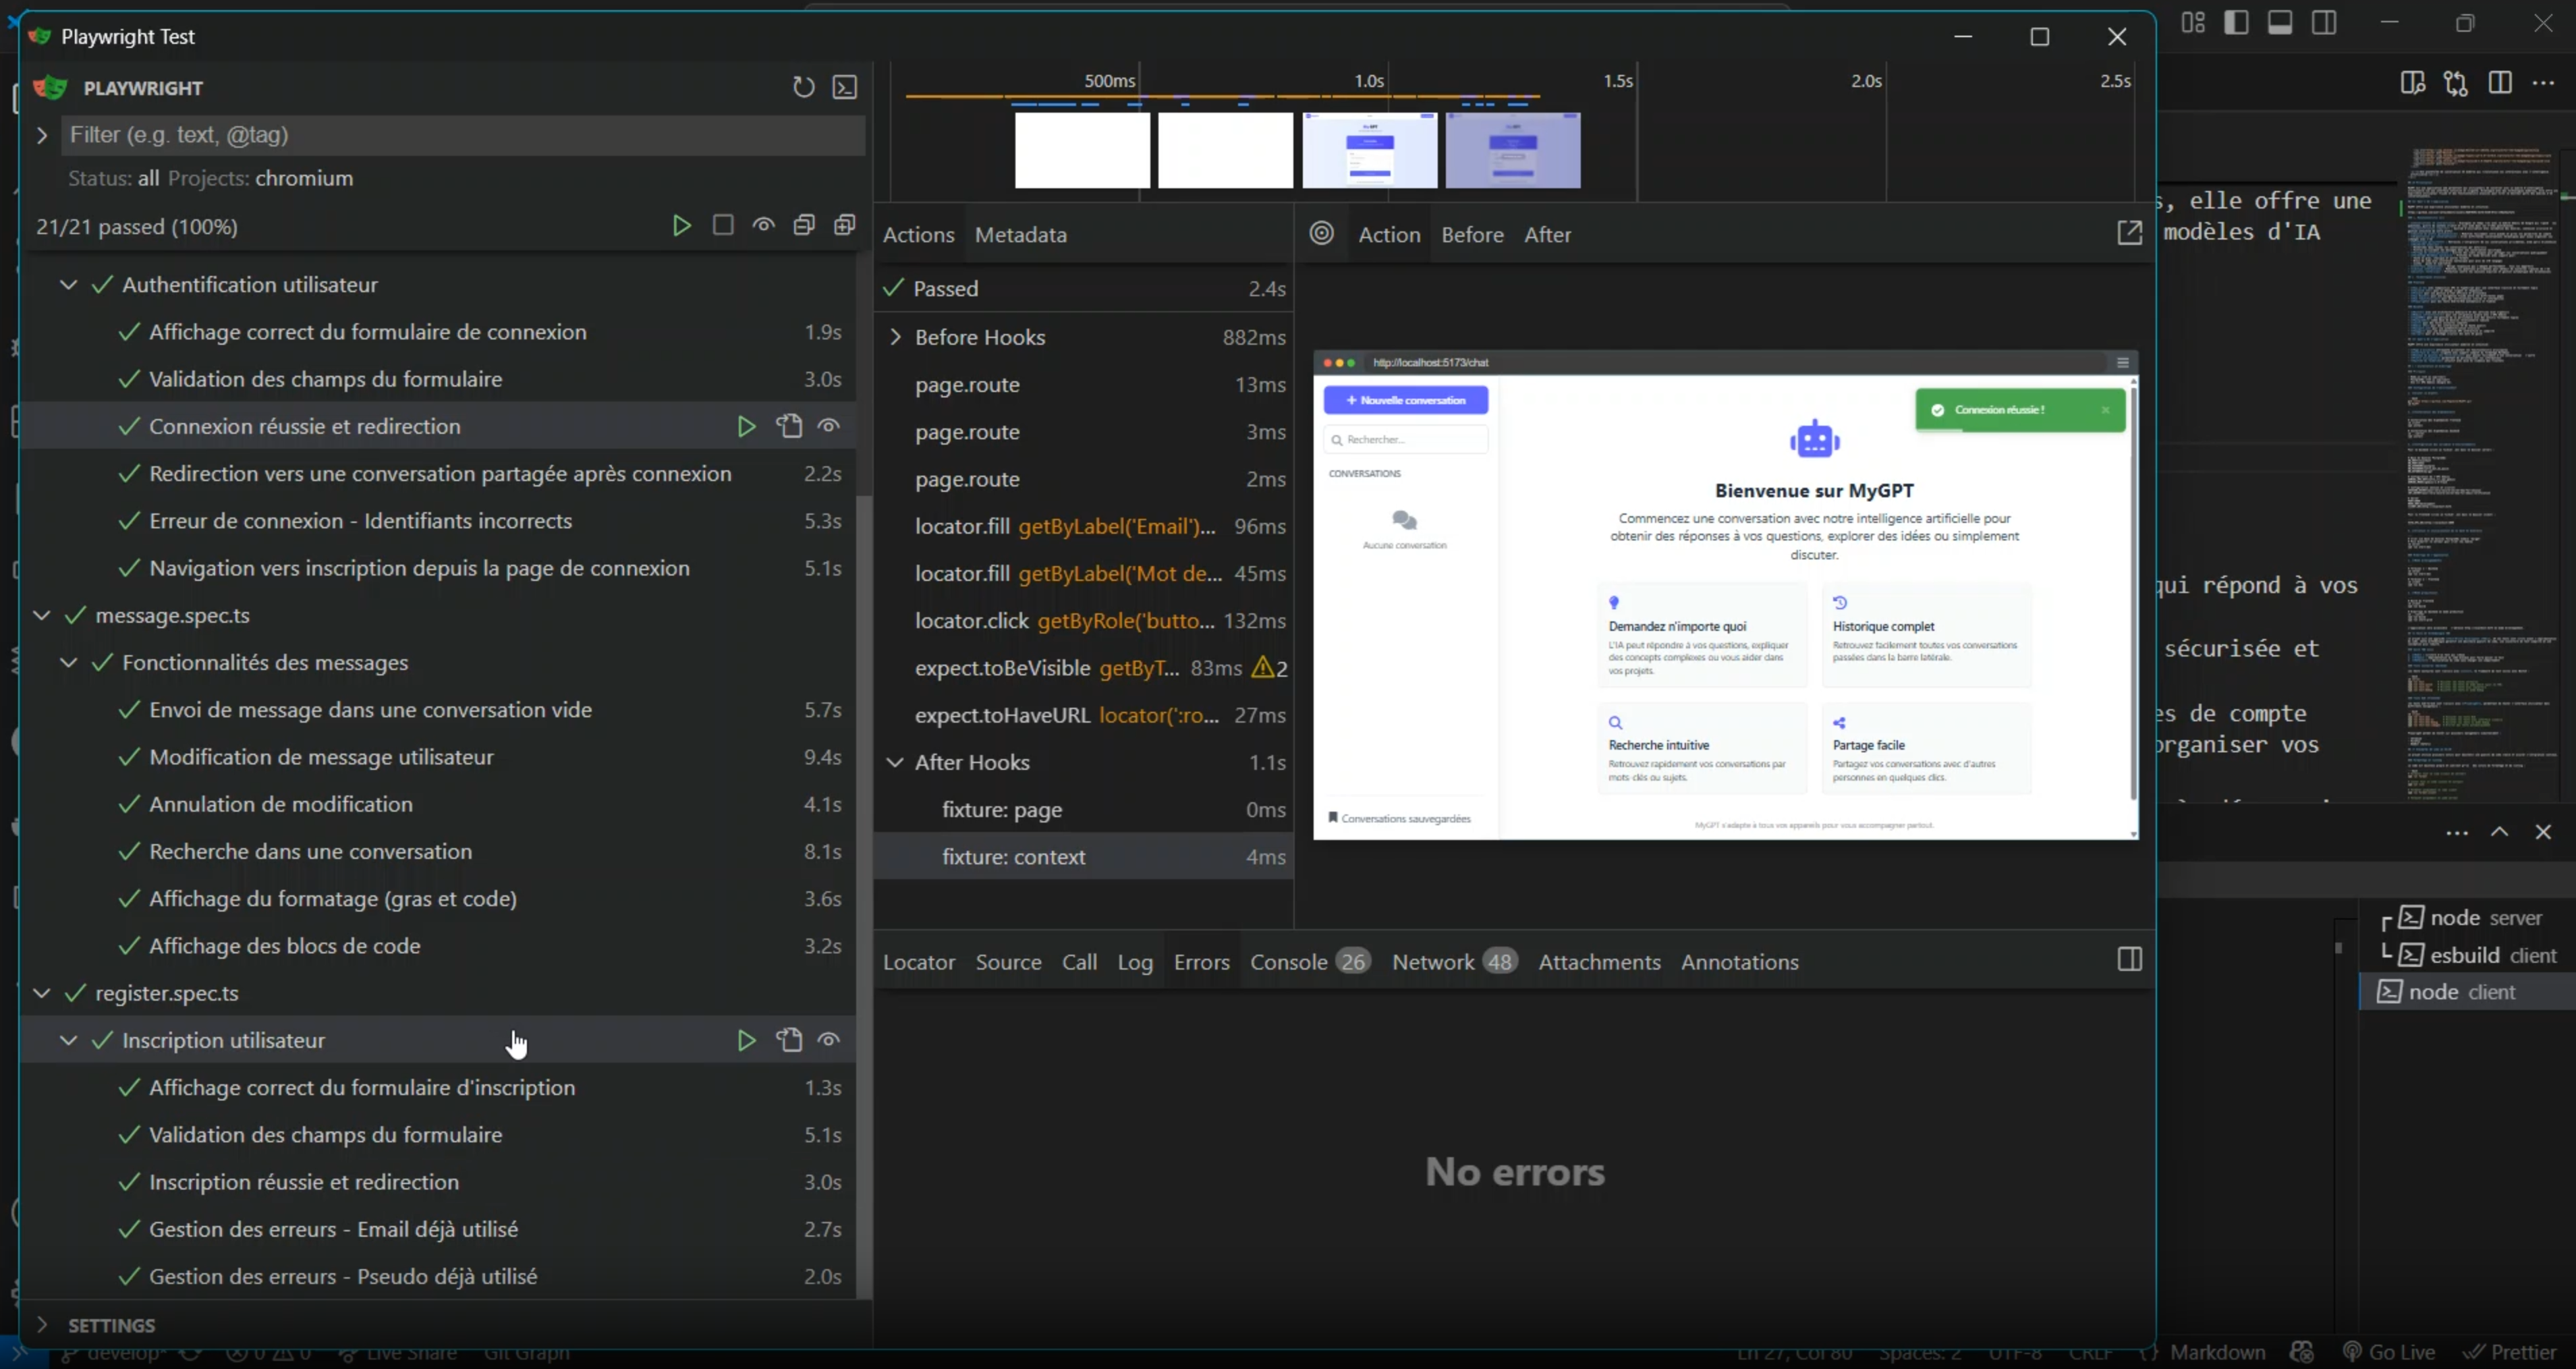 Playwright Test
PLAYWRIGHT
Filter (e.g. text, @tag)
Status: all Projects: chromium
21/21 passed (100%)
Authentification utilisateur
Affichage correct du formulaire de connexion 1.9s
Validation des champs du formulaire 3.0s
Connexion réussie et redirection
Redirection vers une conversation partagée après connexion 2.2s
Erreur de connexion - Identifiants incorrects 5.3s
Navigation vers inscription depuis la page de connexion 5.1s
message.spec.ts
Fonctionnalités des messages
Envoi de message dans une conversation vide 5.7s
Modification de message utilisateur 9.4s
Annulation de modification 4.1s
Recherche dans une conversation 8.1s
Affichage du formatage (gras et code) 3.6s
Affichage des blocs de code 3.2s
register.spec.ts
Inscription utilisateur
Affichage correct du formulaire d'inscription 1.3s
Validation des champs du formulaire 5.1s
Inscription réussie et redirection 3.0s
Gestion des erreurs - Email déjà utilisé 2.7s
Gestion des erreurs - Pseudo déjà utilisé 2.0s
SETTINGS
500ms 1.0s 1.5s 2.0s 2.5s
Actions Metadata
Passed 2.4s
Before Hooks 882ms
page.route 13ms
page.route 3ms
page.route 2ms
locator.fill getByLabel('Email')... 96ms
locator.fill getByLabel('Mot de... 45ms
locator.click getByRole('butto... 132ms
expect.toBeVisible getByT... 83ms 2
expect.toHaveURL locator(':ro... 27ms
After Hooks 1.1s
fixture: page 0ms
fixture: context 4ms
Action Before After
http://localhost:5173/chat
+ Nouvelle conversation
Rechercher...
CONVERSATIONS
Aucune conversation
Conversations sauvegardées
Connexion réussie !
Bienvenue sur MyGPT
Commencez une conversation avec notre intelligence artificielle pour
obtenir des réponses à vos questions, explorer des idées ou simplement
discuter.
Demandez n'importe quoi
L'IA peut répondre à vos questions, expliquer
des concepts complexes ou vous aider dans
vos projets.
Historique complet
Retrouvez facilement toutes vos conversations
passées dans la barre latérale.
Recherche intuitive
Retrouvez rapidement vos conversations par
mots-clés ou sujets.
Partage facile
Partagez vos conversations avec d'autres
personnes en quelques clics.
MyGPT s'adapte à tous vos appareils pour vous accompagner partout.
Locator Source Call Log Errors Console 26 Network 48 Attachments Annotations
No errors
s, elle offre une
modèles d'IA
qui répond à vos
sécurisée et
es de compte
organiser vos
node server
esbuild client
node client
develop* 0 0 Live Share Git Graph
Ln 27, Col 80 Spaces: 2 UTF-8 CRLF Markdown Go Live Prettier